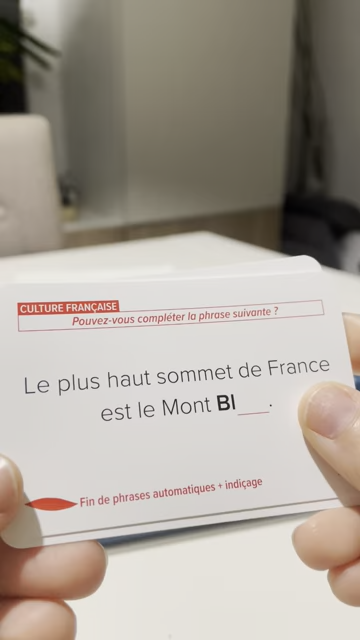 CULTURE FRANÇAISE
Pouvez-vous compléter la phrase suivante ?
Le plus haut sommet de France
est le Mont Bl___.
Fin de phrases automatiques + indiçage